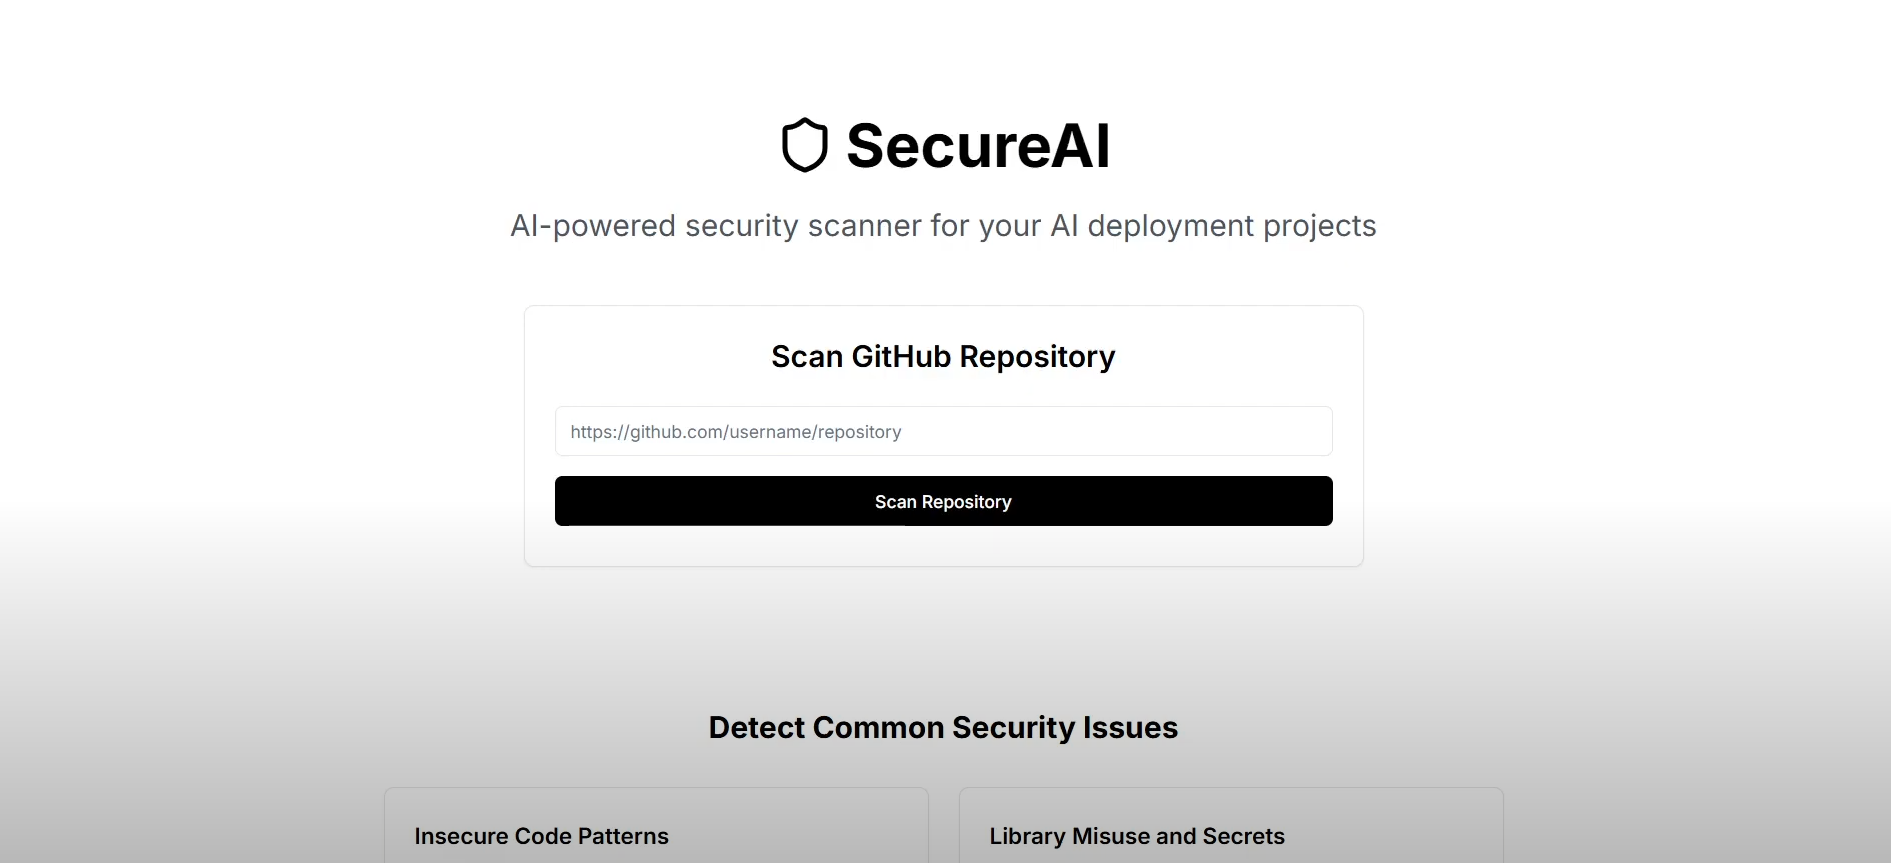 SecureAI
AI-powered security scanner for your AI deployment projects
Scan GitHub Repository
https://github.com/username/repository
Scan Repository
Detect Common Security Issues
Insecure Code Patterns
Library Misuse and Secrets